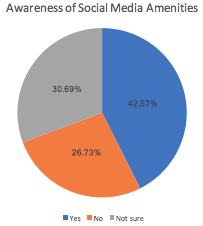 Awareness of Social Media Amenities
42.57%
30.69%
26.73%
Yes No Not sure